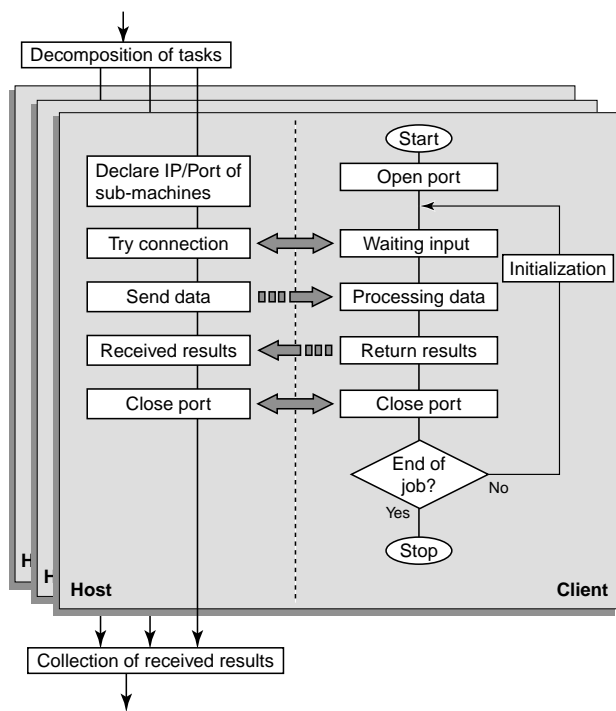 Decomposition of tasks
Declare IP/Port of
sub-machines
Try connection
Send data
Received results
Close port
Start
Open port
Waiting input
Initialization
Processing data
Return results
Close port
End of
job?
No
Yes
Stop
H
H
Host
Client
Collection of received results